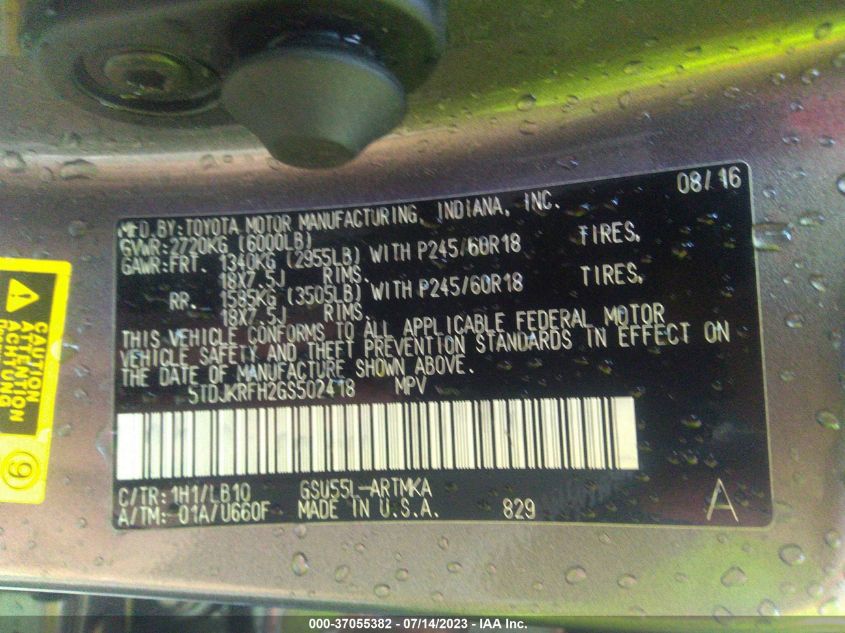 08/16
MFD.BY:TOYOTA MOTOR MANUFACTURING, INDIANA, INC.
GVWR:2720KG (6000LB)
GAWR:FRT. 1340KG (2955LB) WITH P245/60R18 TIRES,
18X7.5J RIMS.
RR. 1585KG (3505LB) WITH P245/60R18 TIRES,
18X7.5J RIMS.
THIS VEHICLE CONFORMS TO ALL APPLICABLE FEDERAL MOTOR
VEHICLE SAFETY AND THEFT PREVENTION STANDARDS IN EFFECT ON
THE DATE OF MANUFACTURE SHOWN ABOVE.
5TDJKRFH2GS502418 MPV
C/TR:1H1/LB10 GSU55L-ARTMKA
A/TM: 01A/U660F MADE IN U.S.A. 829 A
CAUTION
ATTENTION
ACHTUNG
9
000-37055382 - 07/14/2023 - IAA Inc.